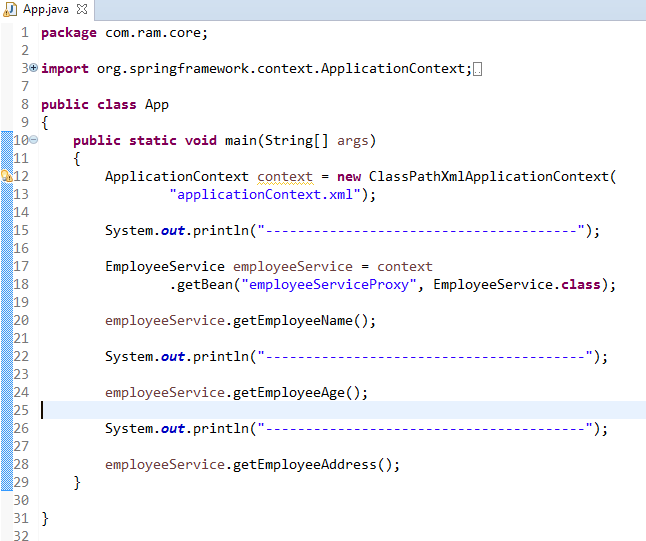 App.java
1 package com.ram.core;
2
3 import org.springframework.context.ApplicationContext;
7
8 public class App
9 {
10 public static void main(String[] args)
11 {
12 ApplicationContext context = new ClassPathXmlApplicationContext(
13 "applicationContext.xml");
14
15 System.out.println("---------------------------------------");
16
17 EmployeeService employeeService = context
18 .getBean("employeeServiceProxy", EmployeeService.class);
19
20 employeeService.getEmployeeName();
21
22 System.out.println("----------------------------------------");
23
24 employeeService.getEmployeeAge();
25
26 System.out.println("----------------------------------------");
27
28 employeeService.getEmployeeAddress();
29 }
30
31 }
32